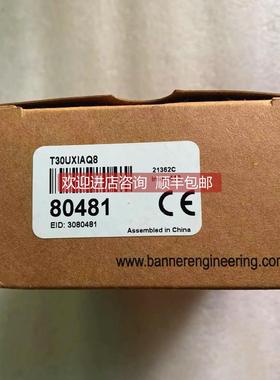 T30UXIAQ8
21362C
欢迎进店咨询 顺丰包邮
80481
CE
EID: 3080481
Assembled in China
www.bannerengineering.com